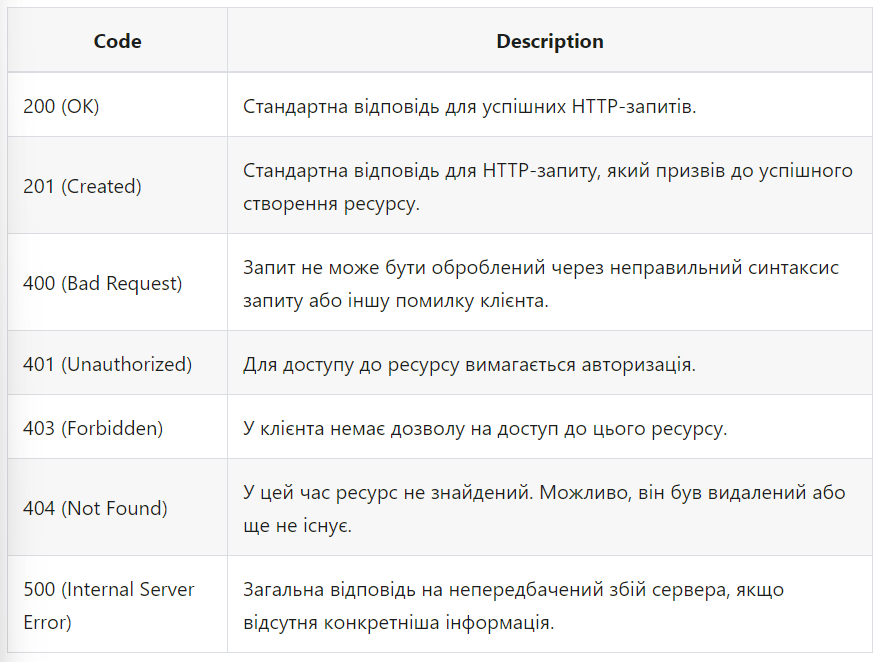 Code Description
200 (OK) Стандартна відповідь для успішних HTTP-запитів.
201 (Created) Стандартна відповідь для HTTP-запиту, який призвів до успішного
створення ресурсу.
400 (Bad Request) Запит не може бути оброблений через неправильний синтаксис
запиту або іншу помилку клієнта.
401 (Unauthorized) Для доступу до ресурсу вимагається авторизація.
403 (Forbidden) У клієнта немає дозволу на доступ до цього ресурсу.
404 (Not Found) У цей час ресурс не знайдений. Можливо, він був видалений або
ще не існує.
500 (Internal Server Загальна відповідь на непередбачений збій сервера, якщо
Error) відсутня конкретніша інформація.